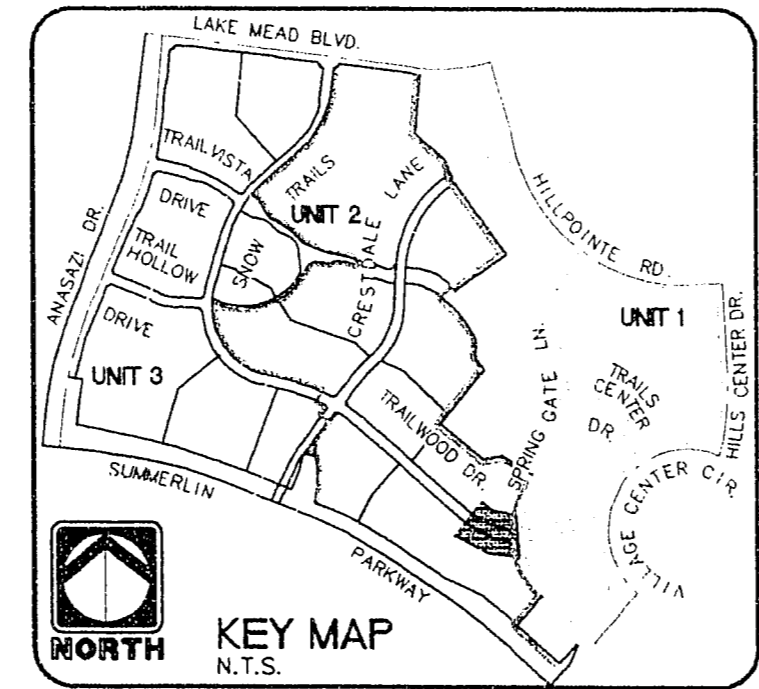 LAKE MEAD BLVD.
TRAIL VISTA
DRIVE
TRAILS
LANE
UNIT 2
CRESTDALE
SNOW
TRAIL
HOLLOW
DRIVE
ANASAZI DR.
UNIT 3
HILLPOINTE RD.
UNIT 1
HILLS CENTER DR.
TRAILS
CENTER
DR.
SPRING GATE LN.
TRAILWOOD DR.
VILLAGE CENTER CIR.
SUMMERLIN
PARKWAY
NORTH
KEY MAP
N.T.S.